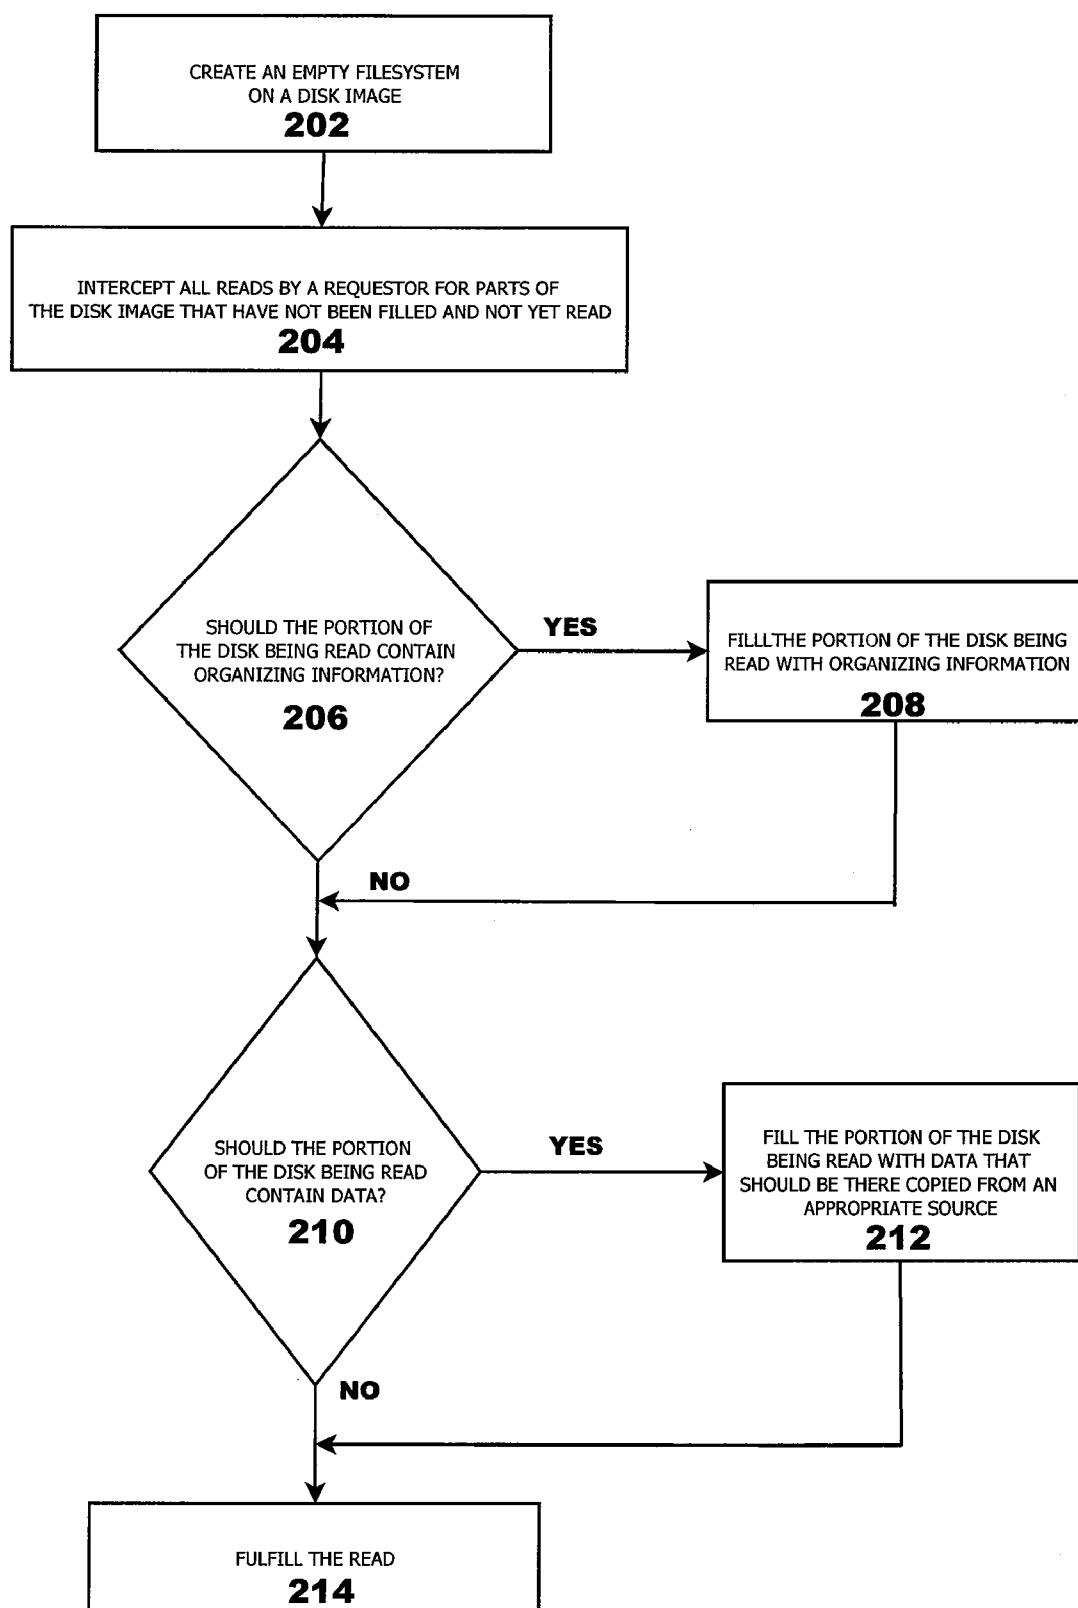 CREATE AN EMPTY FILESYSTEM
ON A DISK IMAGE
202
INTERCEPT ALL READS BY A REQUESTOR FOR PARTS OF
THE DISK IMAGE THAT HAVE NOT BEEN FILLED AND NOT YET READ
204
SHOULD THE PORTION OF
THE DISK BEING READ CONTAIN
ORGANIZING INFORMATION?
206
YES
FILLLTHE PORTION OF THE DISK BEING
READ WITH ORGANIZING INFORMATION
208
NO
SHOULD THE PORTION
OF THE DISK BEING READ
CONTAIN DATA?
210
YES
FILL THE PORTION OF THE DISK
BEING READ WITH DATA THAT
SHOULD BE THERE COPIED FROM AN
APPROPRIATE SOURCE
212
NO
FULFILL THE READ
214